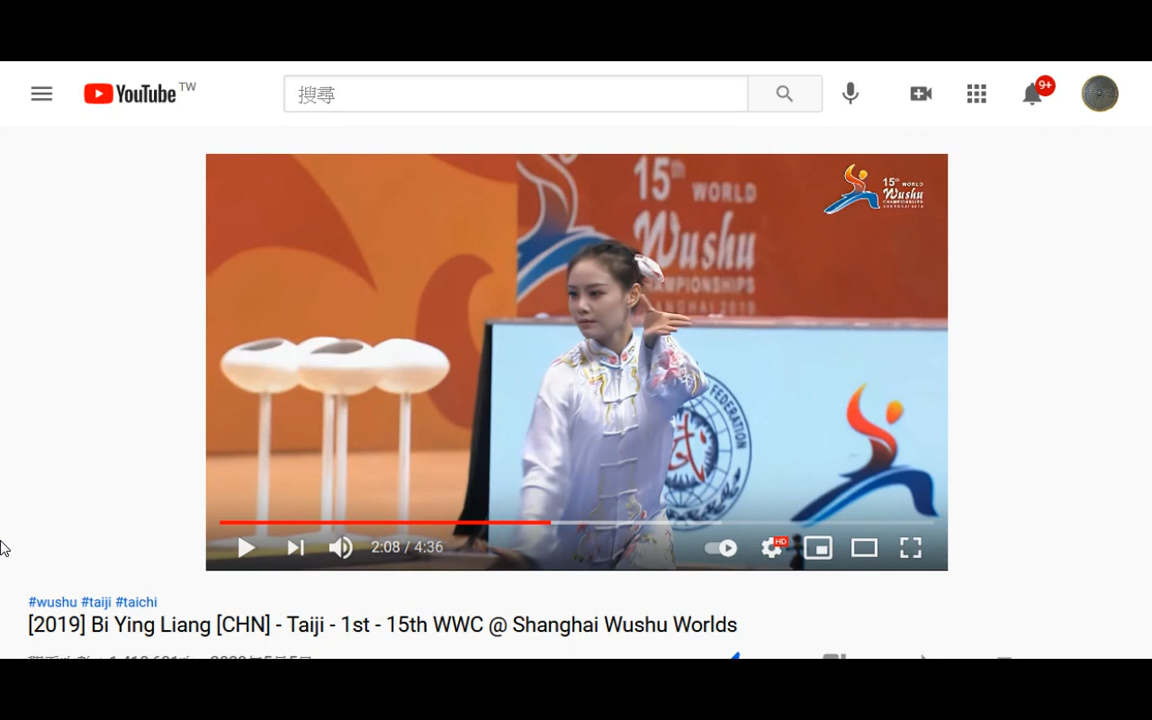 YouTube TW
搜尋
9+
15th WORLD
Wushu
CHAMPIONSHIPS
SHANGHAI 2019
15th WORLD
Wushu
CHAMPIONSHIPS
FEDERATION
武
2:08 / 4:36
HD
#wushu #taiji #taichi
[2019] Bi Ying Liang [CHN] - Taiji - 1st - 15th WWC @ Shanghai Wushu Worlds